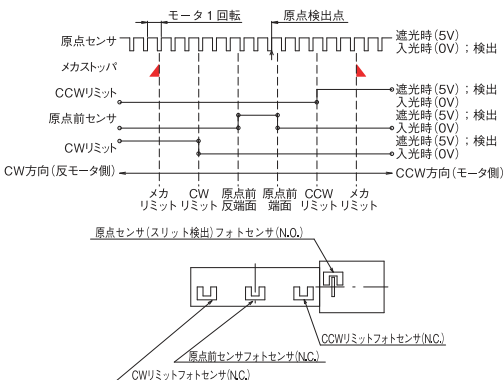 モータ1回転
原点検出点
原点センサ
遮光時(5V)
入光時(0V);検出
メカストッパ
CCWリミット
遮光時(5V);検出
入光時(0V)
原点前センサ
遮光時(5V);検出
入光時(0V)
CWリミット
遮光時(5V);検出
入光時(0V)
CW方向(反モータ側)
CCW方向(モータ側)
メカ
リミット
CW
リミット
原点前
反端面
原点前
端面
CCW
リミット
メカ
リミット
原点センサ(スリット検出)フォトセンサ(N.O.)
CCWリミットフォトセンサ(N.C.)
原点前センサフォトセンサ(N.C.)
CWリミットフォトセンサ(N.C.)